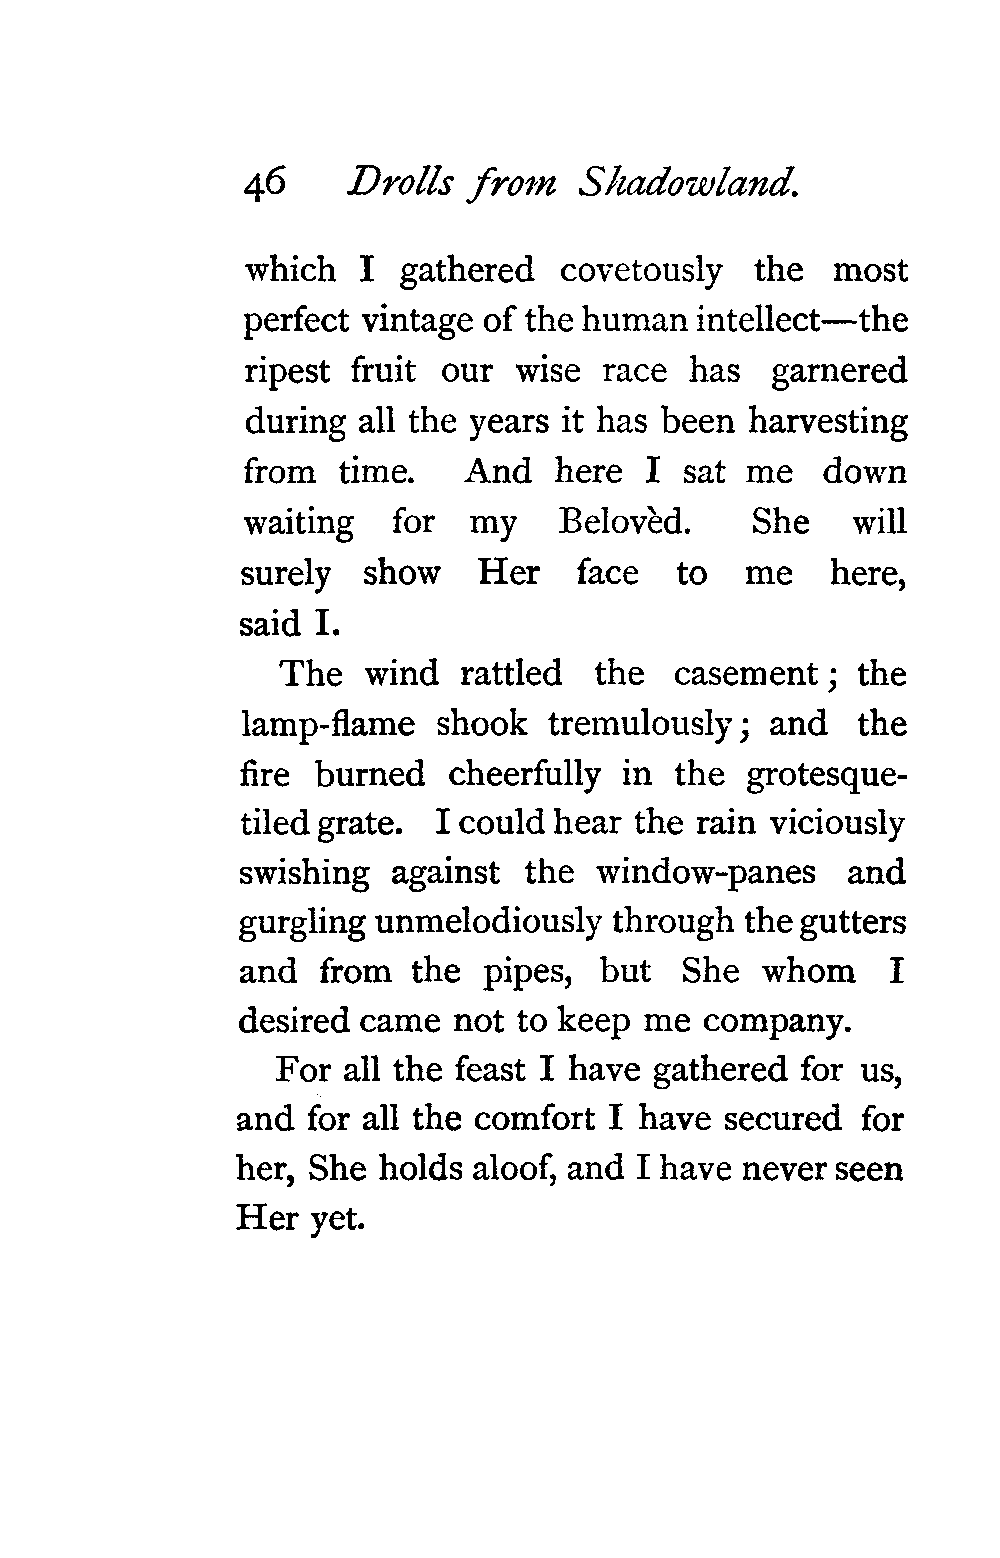 46 Drolls from Shadowland.
which I gathered covetously the most
perfect vintage of the human intellect—the
ripest fruit our wise race has garnered
during all the years it has been harvesting
from time. And here I sat me down
waiting for my Belovèd. She will
surely show Her face to me here,
said I.
The wind rattled the casement; the
lamp-flame shook tremulously; and the
fire burned cheerfully in the grotesque-
tiled grate. I could hear the rain viciously
swishing against the window-panes and
gurgling unmelodiously through the gutters
and from the pipes, but She whom I
desired came not to keep me company.
For all the feast I have gathered for us,
and for all the comfort I have secured for
her, She holds aloof, and I have never seen
Her yet.